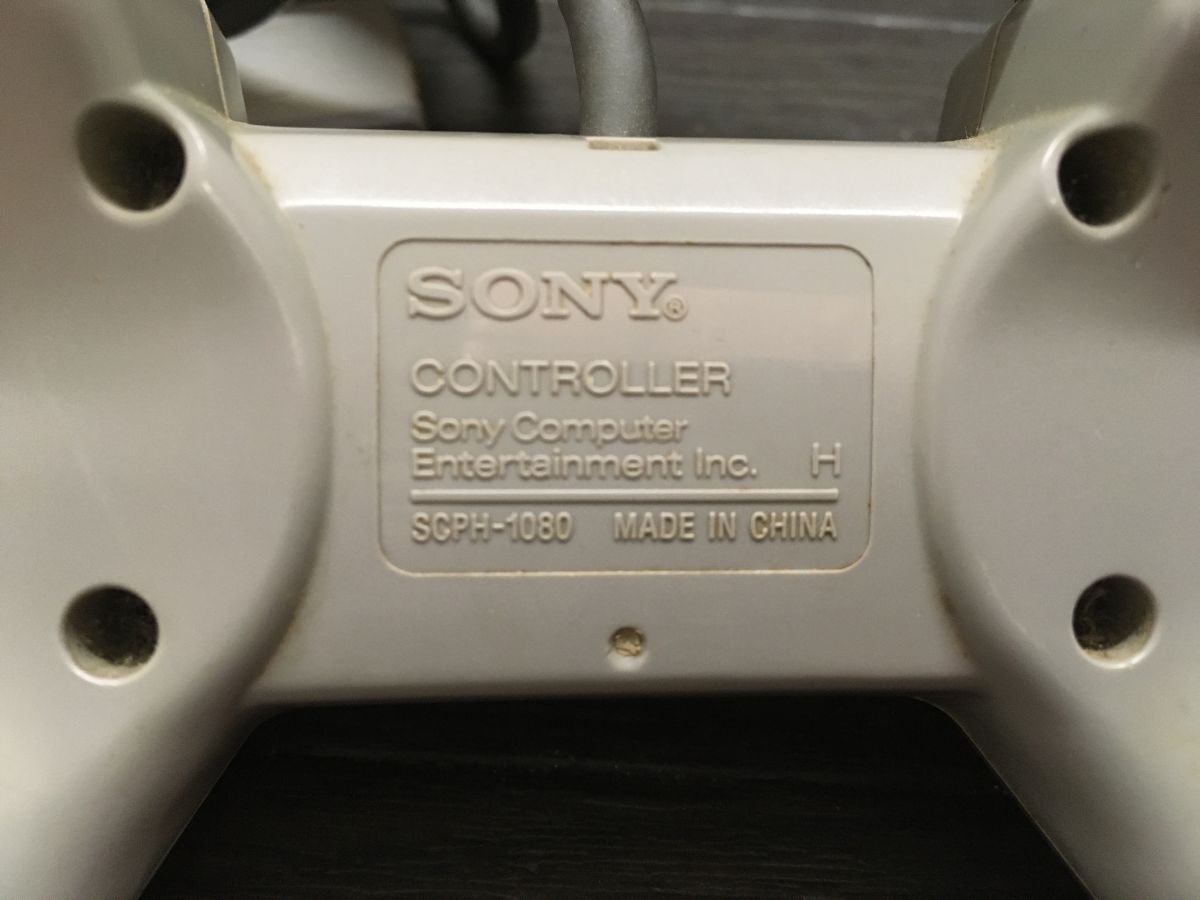 SONY®
CONTROLLER
Sony Computer
Entertainment Inc. H
SCPH-1080 MADE IN CHINA